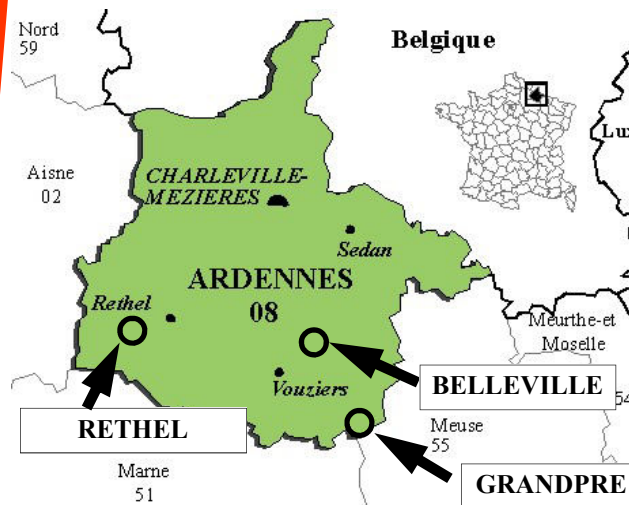 Nord
59
Belgique
Lux
Aisne
02
CHARLEVILLE-
MEZIERES
Sedan
ARDENNES
08
Rethel
Meurthe-et
Moselle
54
Vouziers
BELLEVILLE
RETHEL
Meuse
55
Marne
51
GRANDPRE